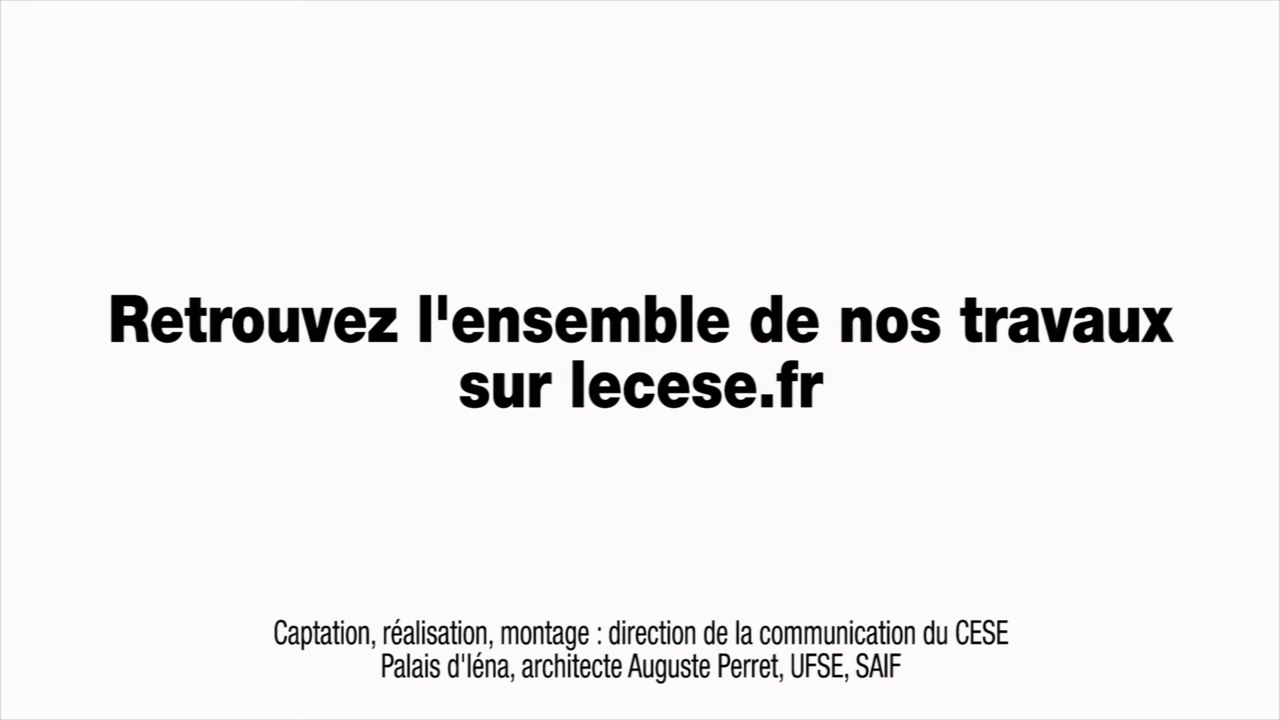 Retrouvez l'ensemble de nos travaux
sur lecese.fr
Captation, réalisation, montage : direction de la communication du CESE
Palais d'Iéna, architecte Auguste Perret, UFSE, SAIF